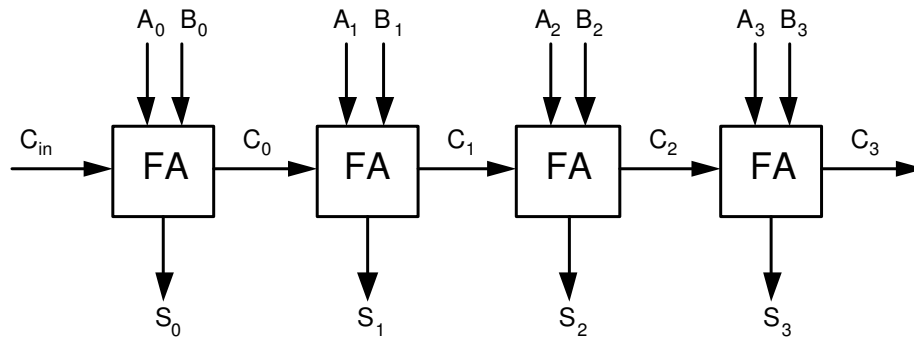 A0 B0 A1 B1 A2 B2 A3 B3
Cin FA C0 FA C1 FA C2 FA C3
S0 S1 S2 S3